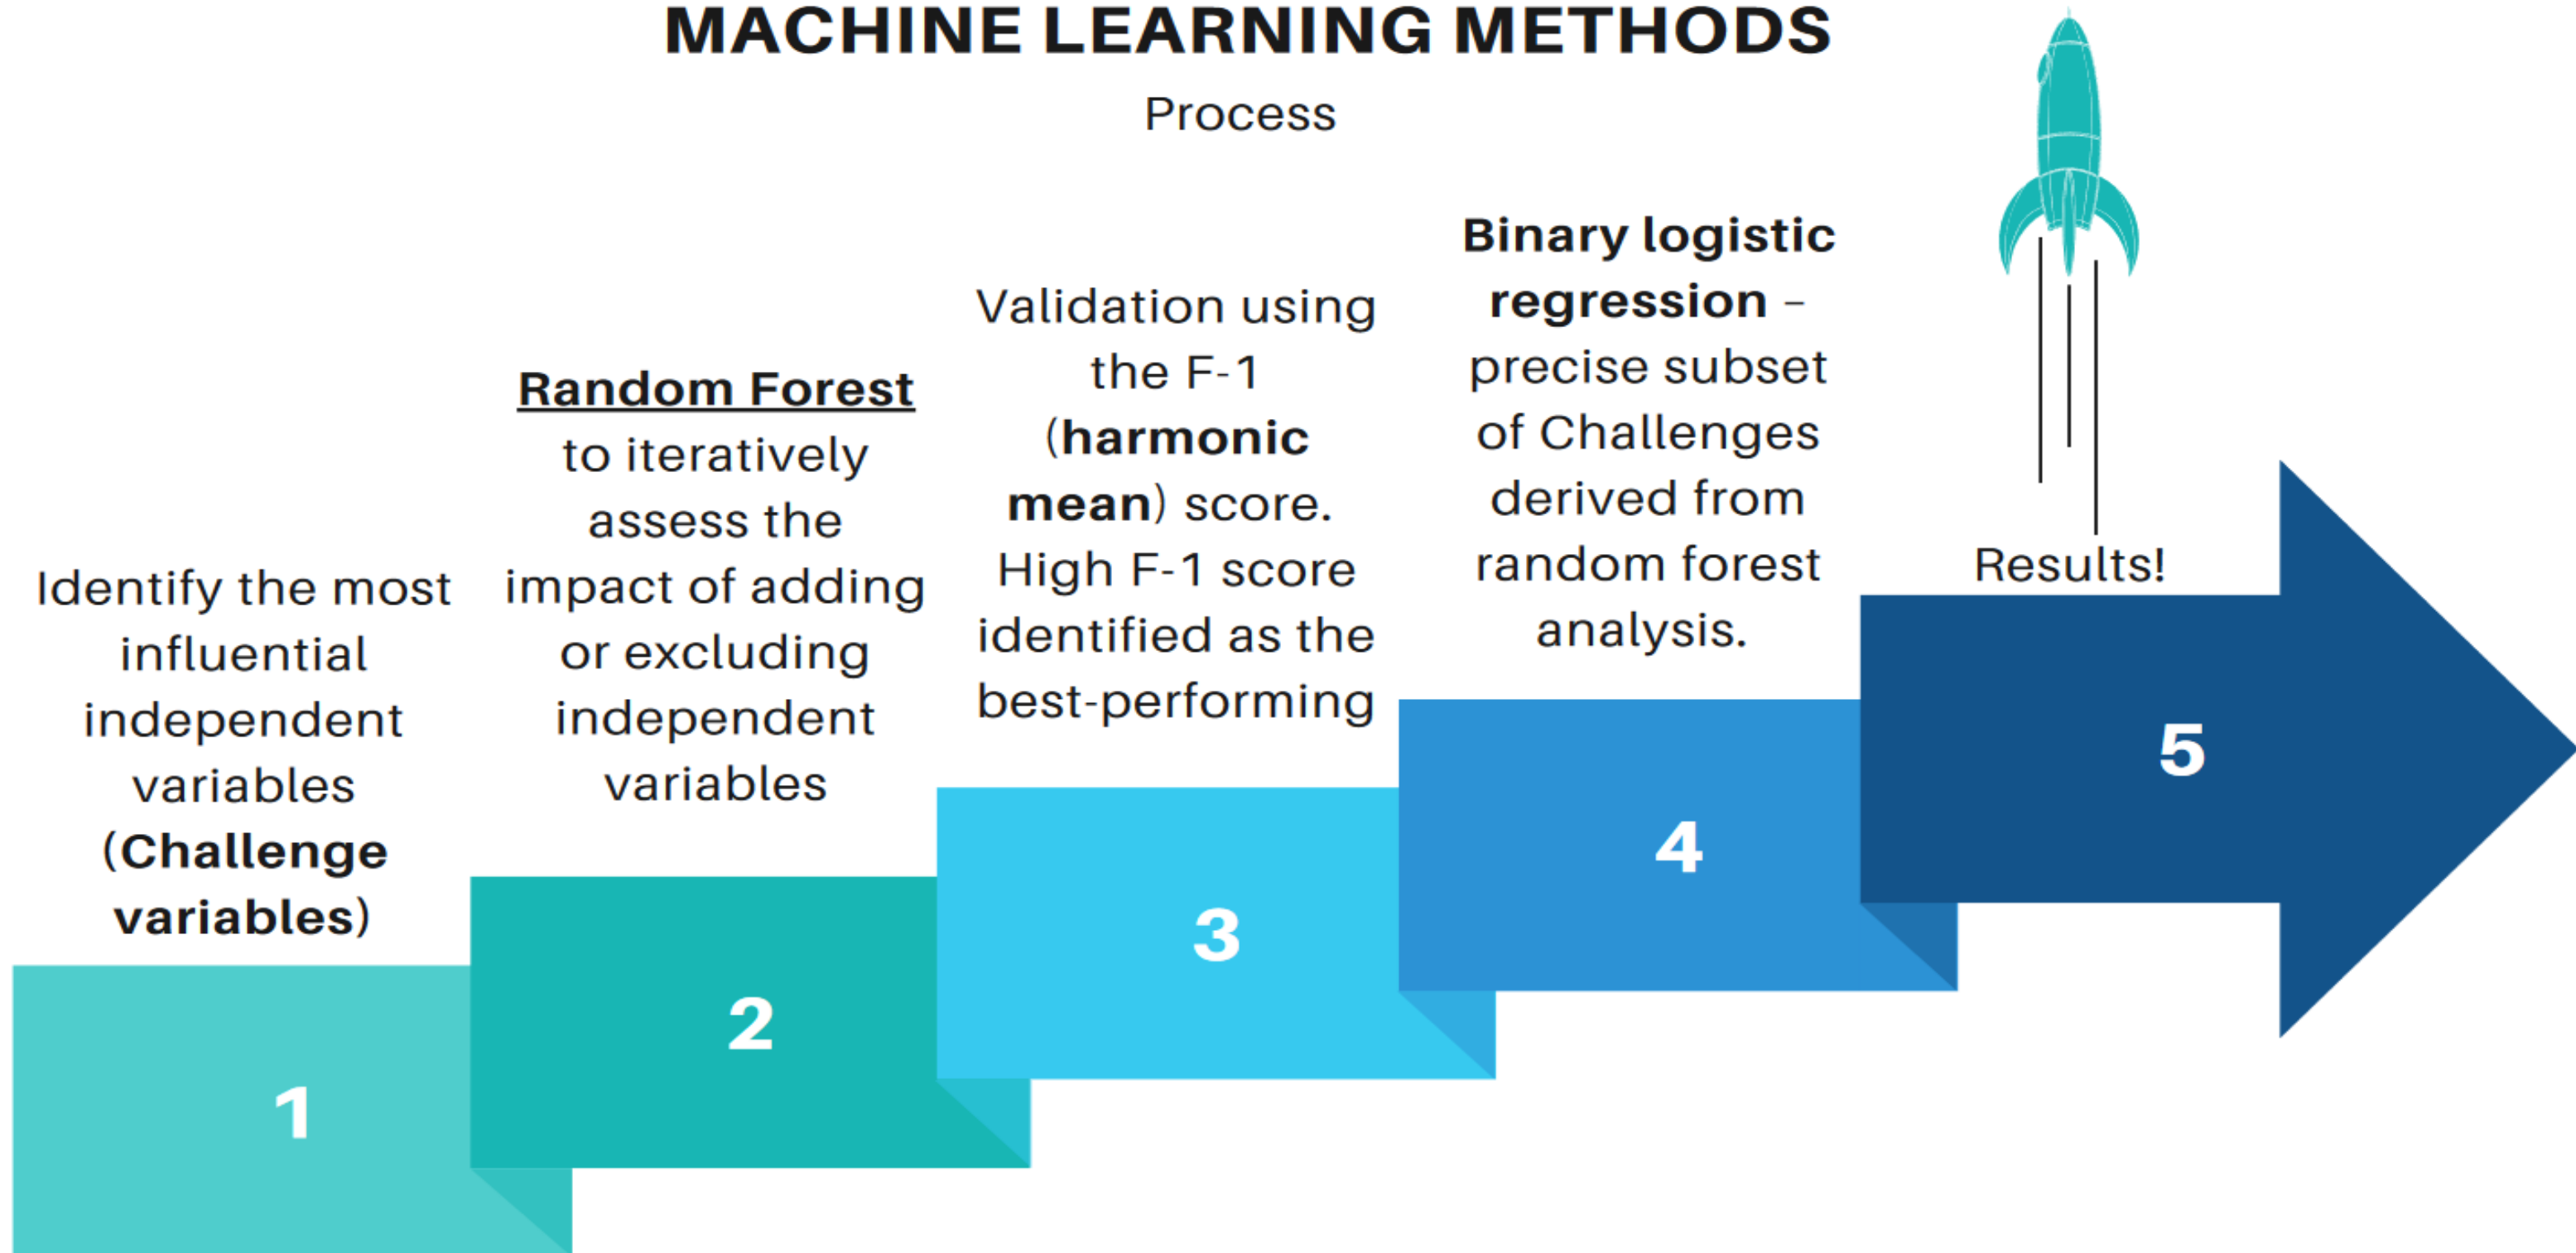 MACHINE LEARNING METHODS
Process
Identify the most
influential
independent
variables
(Challenge
variables)
1
Random Forest
to iteratively
assess the
impact of adding
or excluding
independent
variables
2
Validation using
the F-1
(harmonic
mean) score.
High F-1 score
identified as the
best-performing
3
Binary logistic
regression –
precise subset
of Challenges
derived from
random forest
analysis.
4
Results!
5